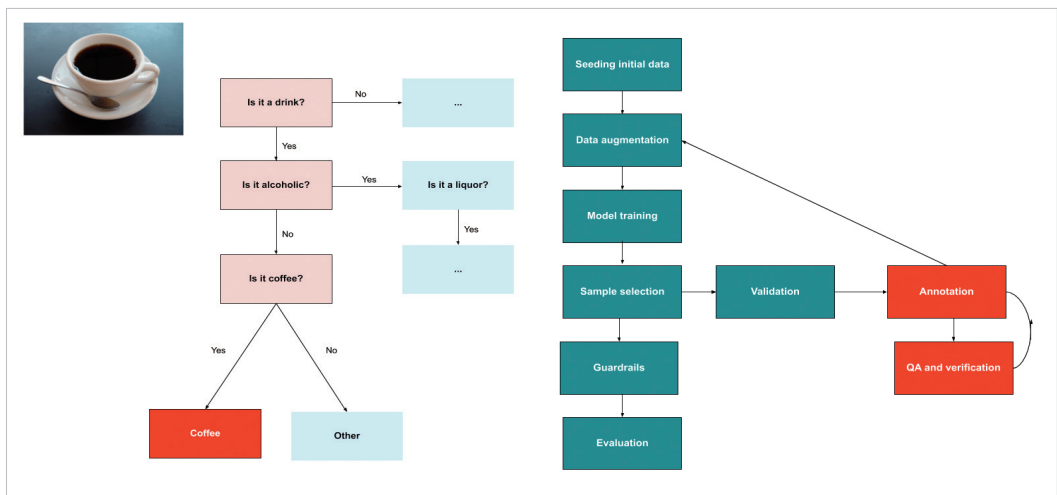 Is it a drink?
No
...
Yes
Is it alcoholic?
Yes
Is it a liquor?
No
Yes
Is it coffee?
...
Yes
No
Coffee
Other
Seeding initial data
Data augmentation
Model training
Sample selection
Validation
Annotation
Guardrails
QA and verification
Evaluation